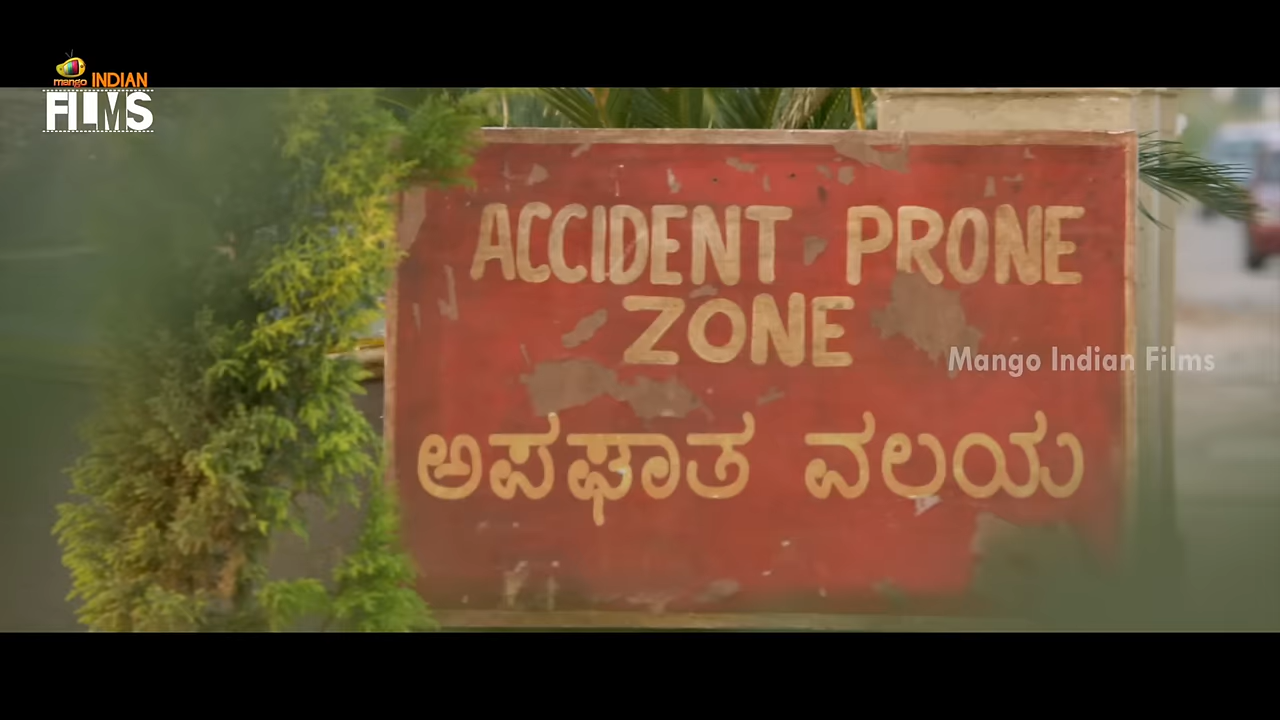 mango INDIAN
FILMS
ACCIDENT PRONE
ZONE
Mango Indian Films
ಅಪಘಾತ ವಲಯ